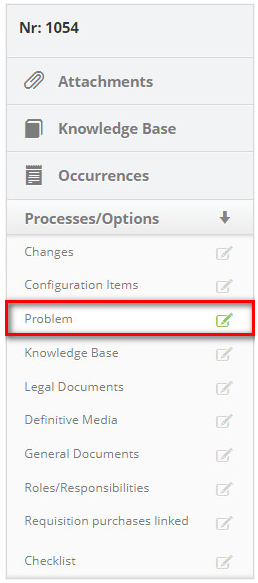 Nr: 1054
Attachments
Knowledge Base
Occurrences
Processes/Options
Changes
Configuration Items
Problem
Knowledge Base
Legal Documents
Definitive Media
General Documents
Roles/Responsibilities
Requisition purchases linked
Checklist